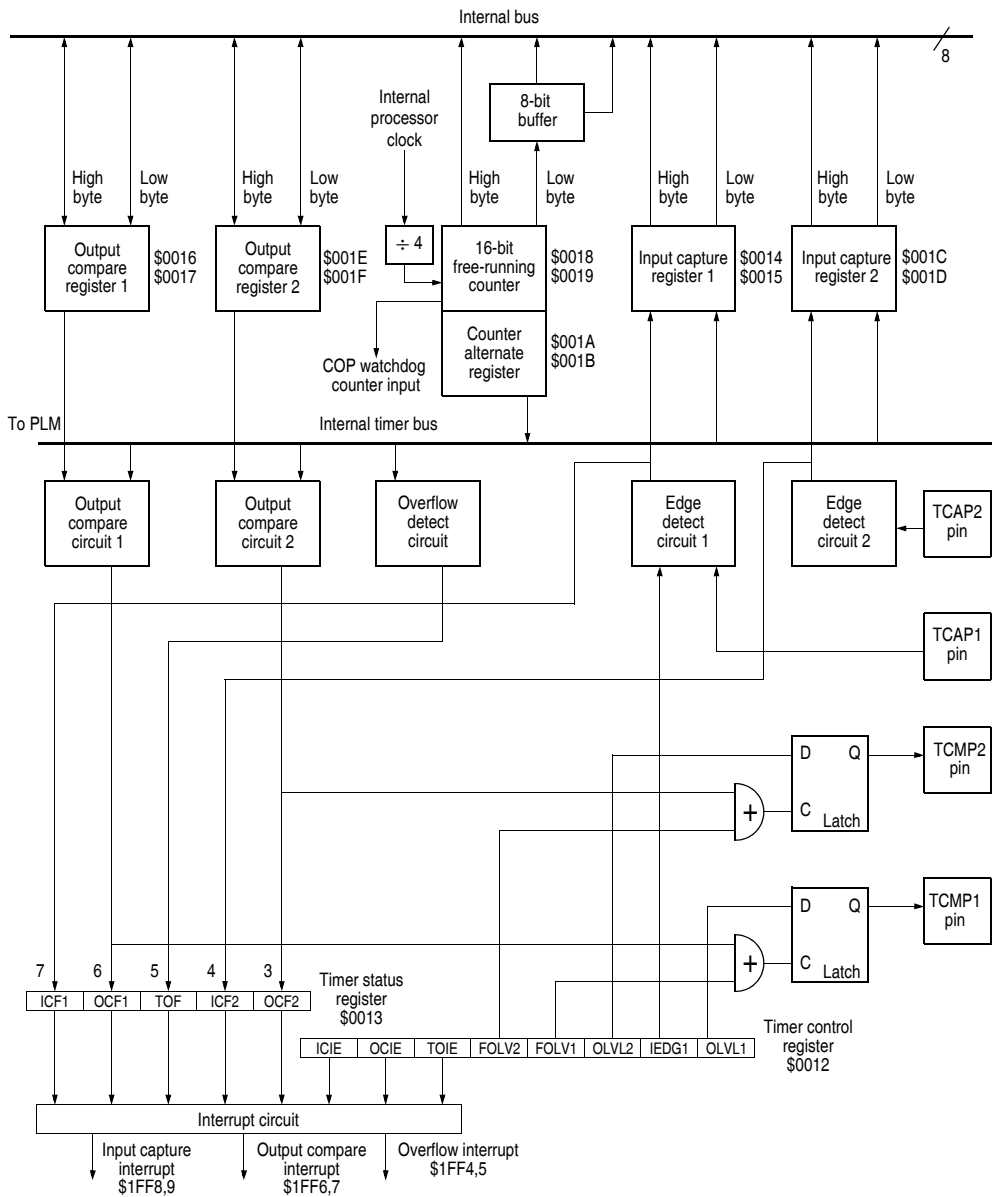 Internal bus
8
Internal
processor
clock
8-bit
buffer
High
byte
Low
byte
High
byte
Low
byte
High
byte
Low
byte
High
byte
Low
byte
High
byte
Low
byte
Output
compare
register 1
$0016
$0017
Output
compare
register 2
$001E
$001F
÷ 4
16-bit
free-running
counter
$0018
$0019
Input capture
register 1
$0014
$0015
Input capture
register 2
$001C
$001D
Counter
alternate
register
$001A
$001B
COP watchdog
counter input
To PLM
Internal timer bus
Output
compare
circuit 1
Output
compare
circuit 2
Overflow
detect
circuit
Edge
detect
circuit 1
Edge
detect
circuit 2
TCAP2
pin
TCAP1
pin
D Q
C
Latch
+
TCMP2
pin
D Q
C
Latch
+
TCMP1
pin
7 6 5 4 3
ICF1 OCF1 TOF ICF2 OCF2
Timer status
register
$0013
ICIE OCIE TOIE FOLV2 FOLV1 OLVL2 IEDG1 OLVL1
Timer control
register
$0012
Interrupt circuit
Input capture
interrupt
$1FF8,9
Output compare
interrupt
$1FF6,7
Overflow interrupt
$1FF4,5